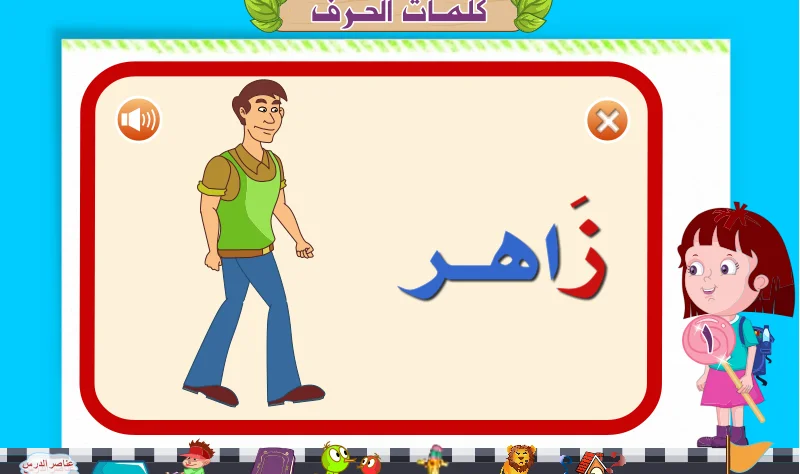 كلمات الحرف
زَاهر
١
عناصر الدرس